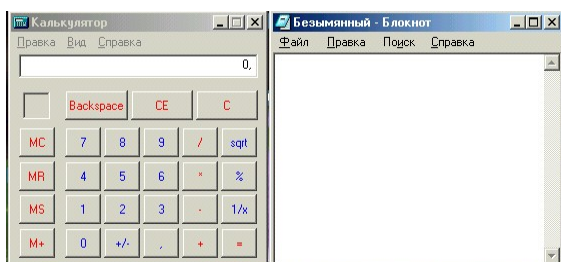 Калькулятор
Правка Вид Справка
0,
Backspace CE C
MC 7 8 9 / sqrt
MR 4 5 6 * %
MS 1 2 3 - 1/x
M+ 0 +/- , + =
Безымянный - Блокнот
Файл Правка Поиск Справка